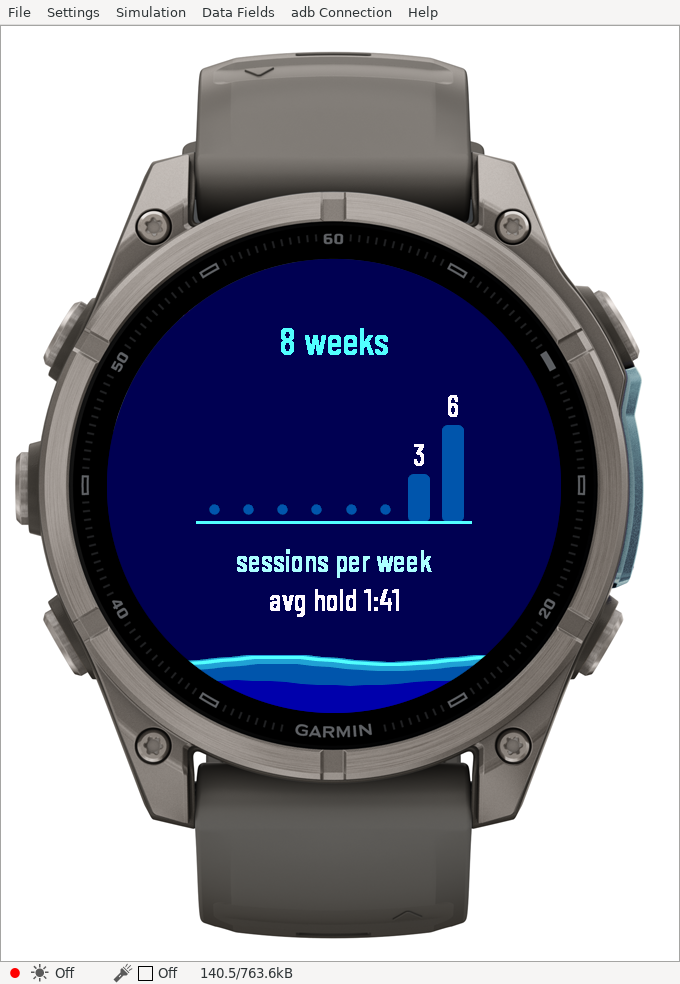 File Settings Simulation Data Fields adb Connection Help
60
50
8 weeks
6
3
sessions per week
avg hold 1:41
40
20
GARMIN
Off Off 140.5/763.6kB